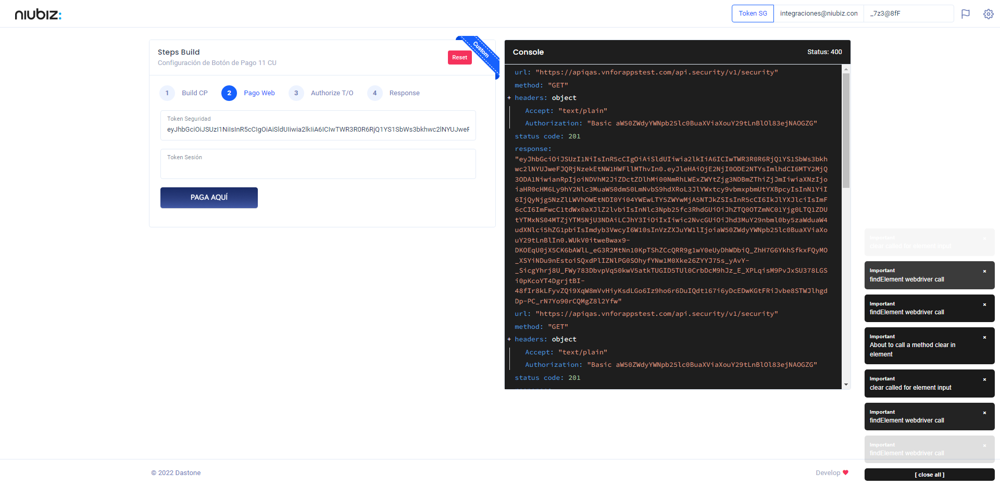 niubiz:
Token SG
integraciones@niubiz.con
_7z3@8fF
Steps Build
Configuración de Botón de Pago 11 CU
Reset
Custom
1 Build CP 2 Pago Web 3 Authorize T/O 4 Response
Token Seguridad
eyJhbGciOiJSUzI1NiIsInR5cCIgOiAiSldUIiwia2lkIiA6ICIwTWR3R0R6RjQ1YS1SbWs3bkhwc2lNYUJweF
Token Sesión
PAGA AQUÍ
Console
Status: 400
url: "https://apiqas.vnforappstest.com/api.security/v1/security"
method: "GET"
+ headers: object
Accept: "text/plain"
Authorization: "Basic aW50ZWdyYWNpb25lc0BuaXViaXouY29tLnBlOl83ejNAOGZG"
status code: 201
response:
"eyJhbGciOiJSUzI1NiIsInR5cCIgOiAiSldUIiwia2lkIiA6ICIwTWR3R0R6RjQ1YS1SbWs3bkh
wc2lNYUJweFJQRjNzekEtNW1HWFllMThvIn0.eyJleHAiOjE2NjI0ODE2NTYsImlhdCI6MTY2MjQ
3ODA1NiwianRpIjoiNDVhM2JiZDctZDlhMi00NmRhLWExZWYtZjg3NDBmZThiZjJmIiwiaXNzIjo
iaHR0cHM6Ly9hY2Nlc3MuaW50dm50LmNvbS9hdXRoL3JlYWxtcy9vbmxpbmUtYXBpcyIsInN1YiI
6IjQyNjg5NzZlLWVhOWEtNDI0Yi04YWEwLTY5ZWYwMjA5NTJkZSIsInR5cCI6IkJlYXJlciIsImF
6cCI6ImFwcC1tdWx0aXJlZ2lvbiIsInNlc3Npb25fc3RhdGUiOiJhZTQ0OTZmNC01Yjg0LTQ1ZDU
tYTMxNS04MTZjYTM5NjU3NDAiLCJhY3IiOiIxIiwic2NvcGUiOiJhd3MuY29nbml0by5zaWduaW4
udXNlci5hZG1pbiIsImdyb3VwcyI6W10sInVzZXJuYW1lIjoiaW50ZWdyYWNpb25lc0BuaXViaXo
uY29tLnBlIn0.WUkV0itweBwax9-
DKOEqU0jX5CK6bAWlL_eG3R2MtNn10KpTShZCcQRR9g1wY0eUyDhWDbiQ_ZhH7G6YkhSfkxFQyMO
_XSYiNDu9nEstoiSQxdPlIZNlPG0SOhyfYNw1M0Xke26ZYYJ75s_yAvY-
_SicgYhrj8U_FWy783DbvpVq50kwV5atkTUGID5TUl0CrbDcM9hJz_E_XPLqisM9PvJxSU378LGS
i0pKcoYT4DgrjtBI-
48fIr8kLFyvZQi9XqW8mVvHiyKsdLGo6Iz9ho6r6DuIQdt167i6yDcEDwKGtFRiJvbe8STWJlhgd
Dp-PC_rN7Yo90rCQMgZ8l2Yfw"
url: "https://apiqas.vnforappstest.com/api.security/v1/security"
method: "GET"
+ headers: object
Accept: "text/plain"
Authorization: "Basic aW50ZWdyYWNpb25lc0BuaXViaXouY29tLnBlOl83ejNAOGZG"
status code: 201
Important ×
clear called for element input
Important ×
findElement webdriver call
Important ×
findElement webdriver call
Important ×
About to call a method clear in
element
Important ×
clear called for element input
Important ×
findElement webdriver call
Important ×
findElement webdriver call
[ close all ]
© 2022 Dastone
Develop